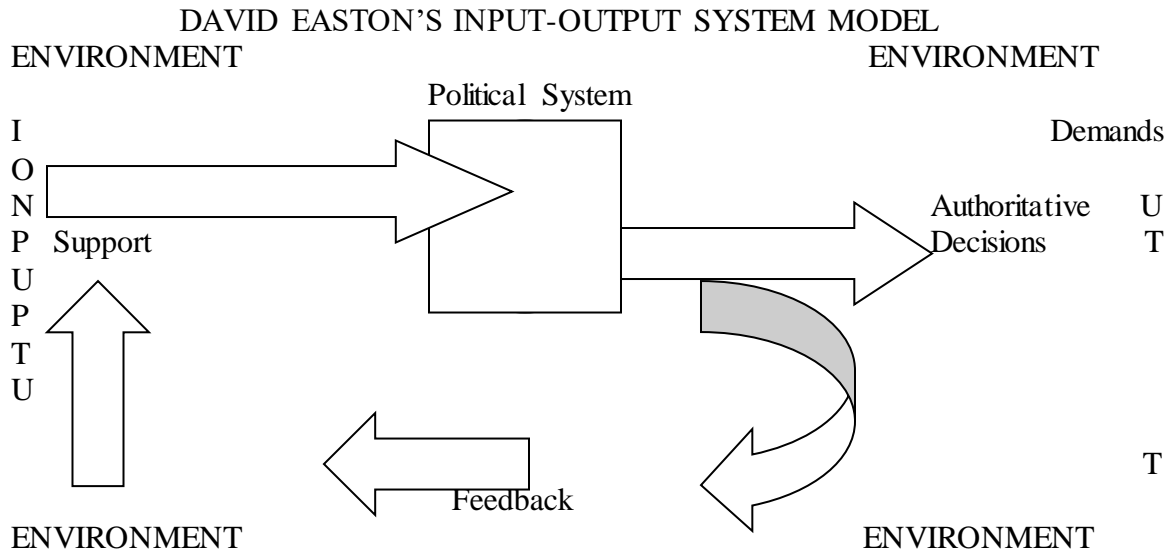 DAVID EASTON'S INPUT-OUTPUT SYSTEM MODEL
ENVIRONMENT ENVIRONMENT
Political System
I Demands
O
N Authoritative U
P Support Decisions T
U
P
T
U
T
Feedback
ENVIRONMENT ENVIRONMENT